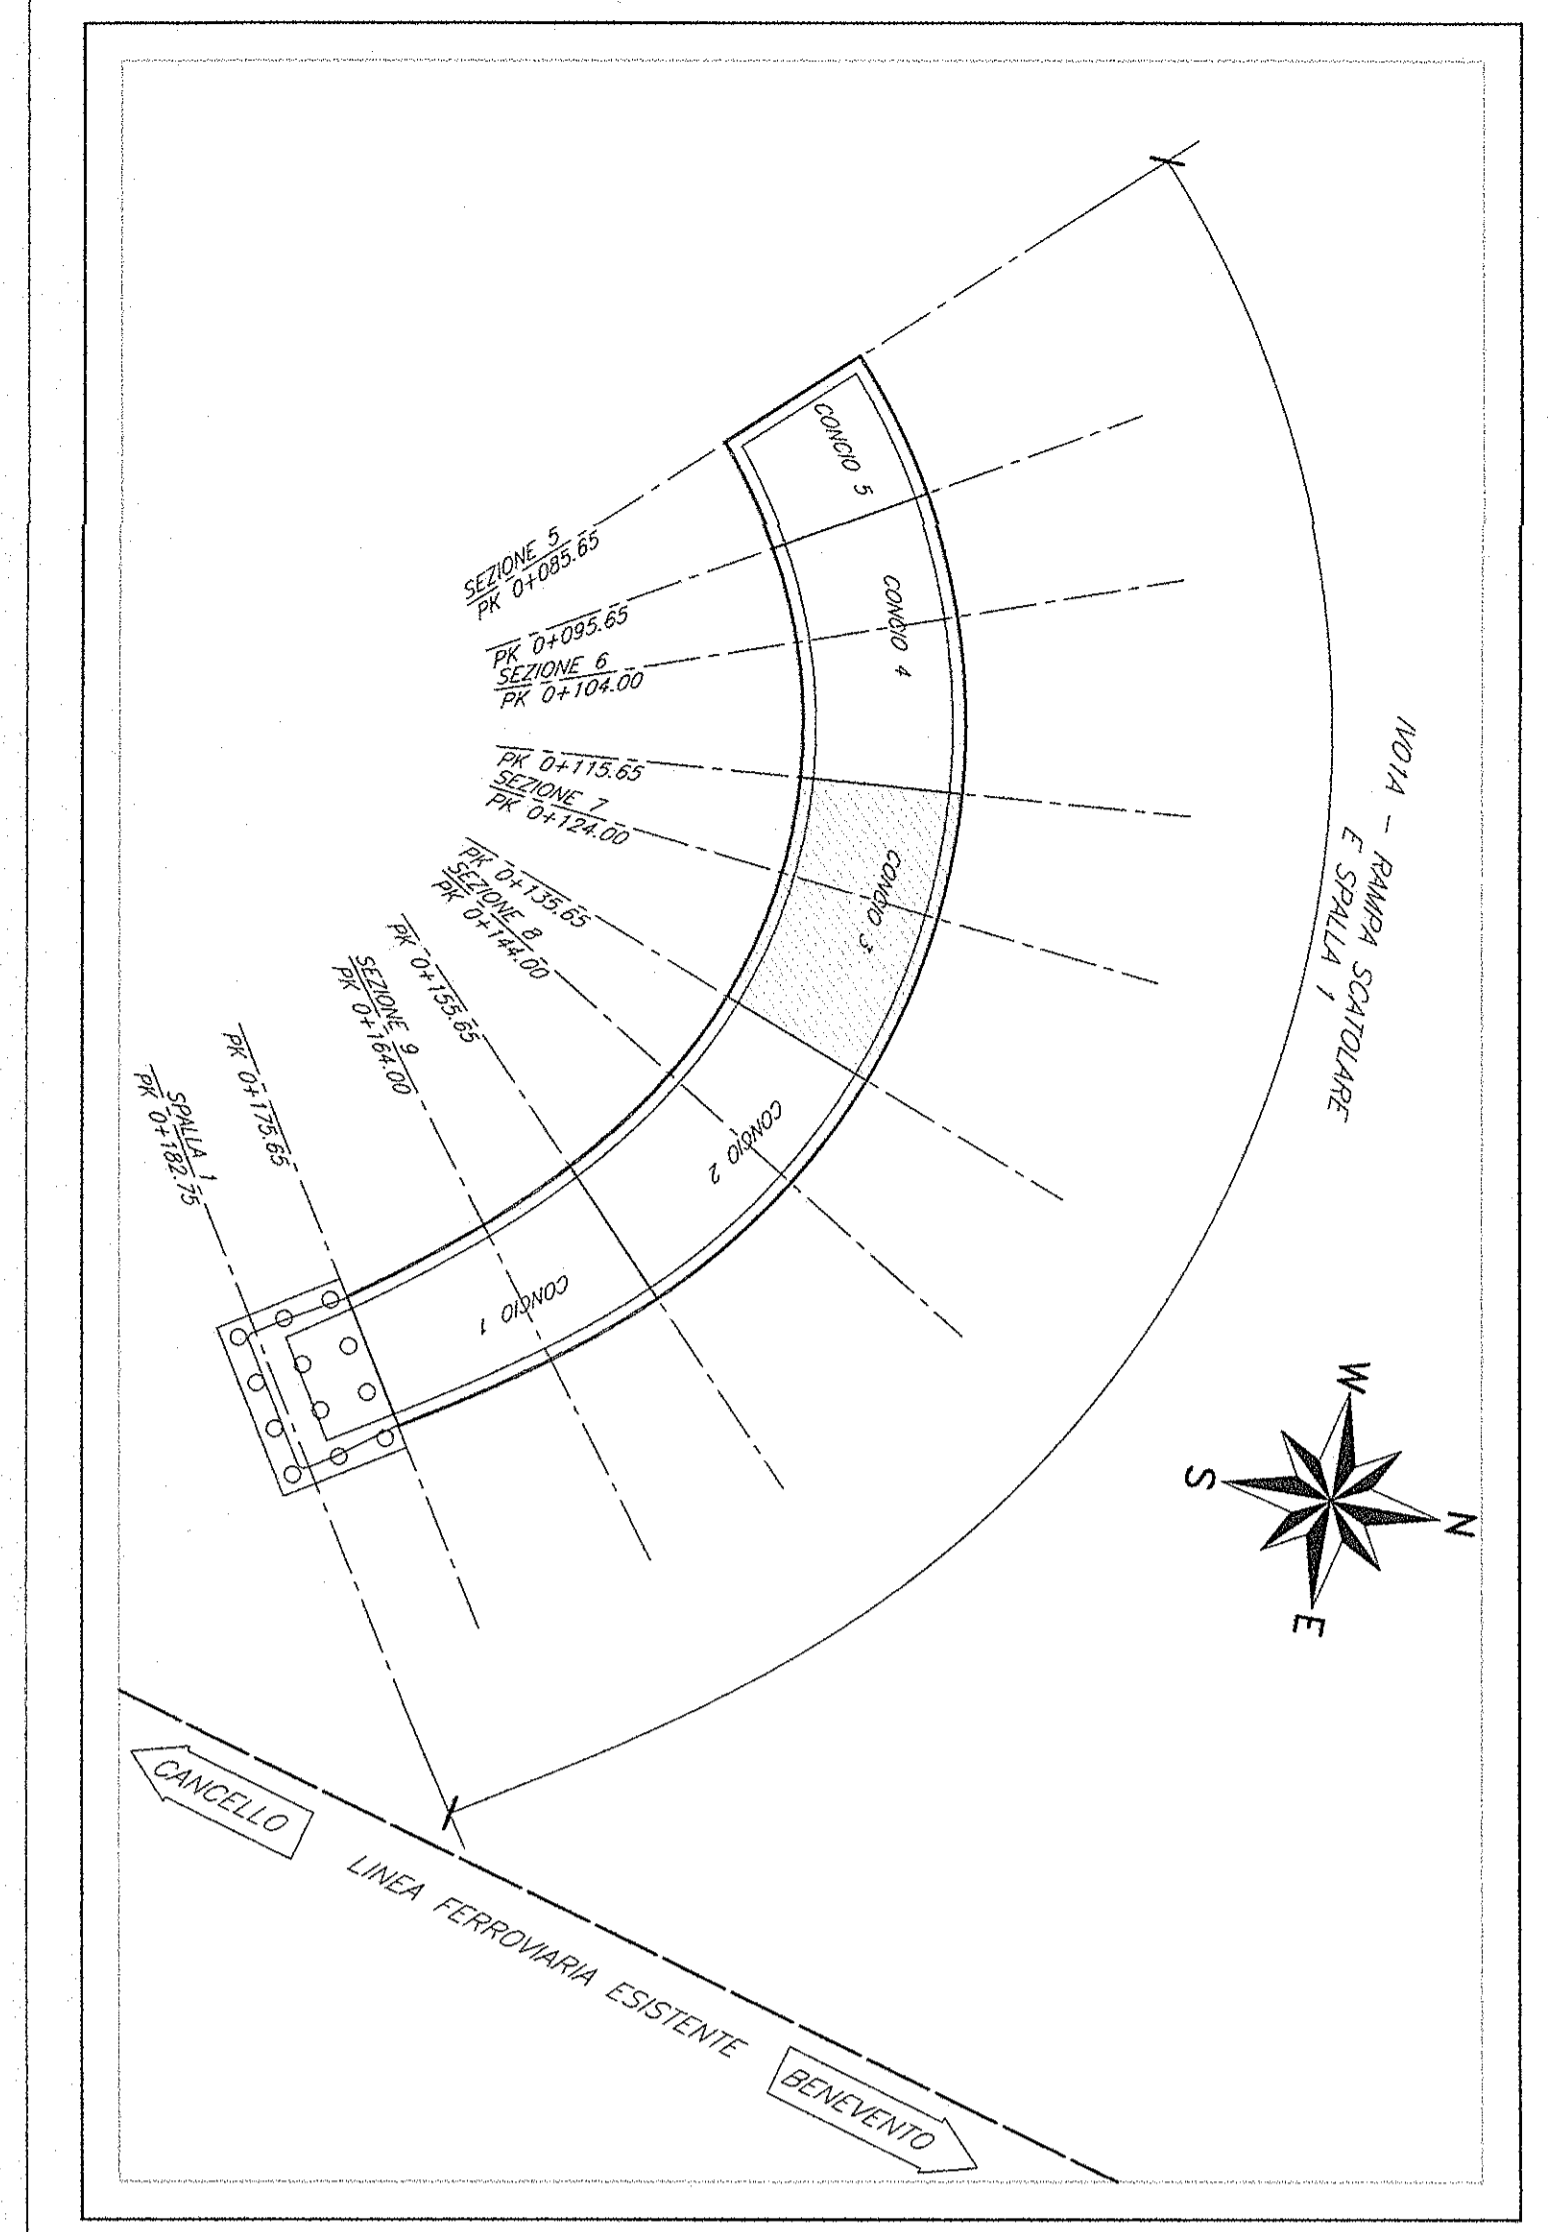 IV01A – RAMPA SCATOLARE
E SPALLA 1
CONCIO 5
CONCIO 4
CONCIO 3
CONCIO 2
CONCIO 1
SEZIONE 5
PK 0+085.65
PK 0+095.65
SEZIONE 6
PK 0+104.00
PK 0+115.65
SEZIONE 7
PK 0+124.00
PK 0+135.65
SEZIONE 8
PK 0+144.00
PK 0+155.65
SEZIONE 9
PK 0+164.00
PK 0+175.65
SPALLA 1
PK 0+182.75
W
N
S
E
CANCELLO
LINEA FERROVIARIA ESISTENTE
BENEVENTO